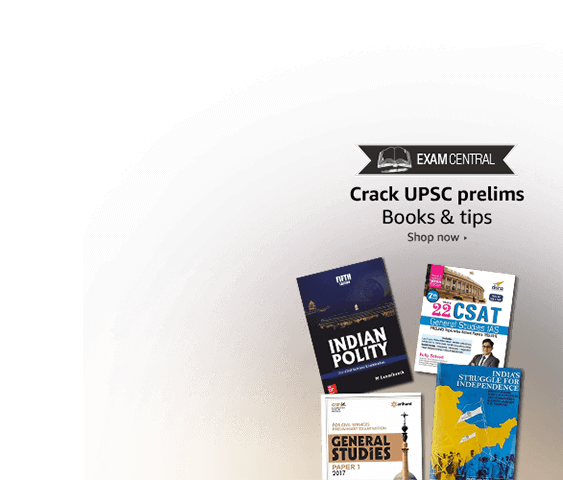 EXAM CENTRAL
Crack UPSC prelims
Books & tips
Shop now ▸
FIFTH
EDITION
INDIAN
POLITY
M Laxmikanth
22 CSAT
General Studies IAS
INDIA'S
STRUGGLE FOR
INDEPENDENCE
arihant
GENERAL
STUDIES
PAPER 1
2017